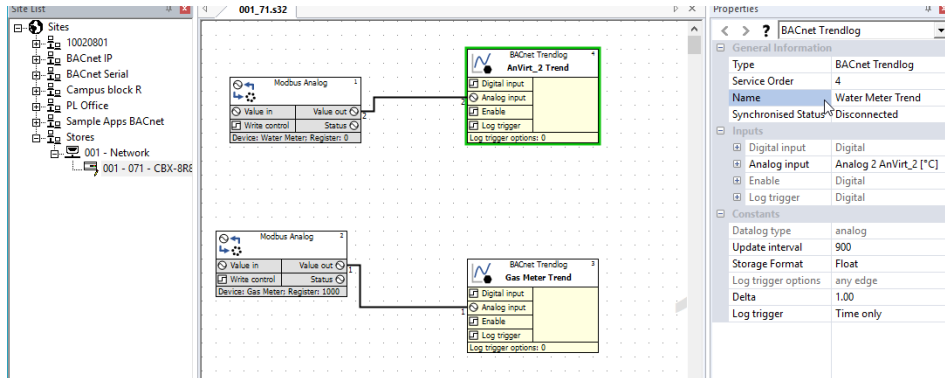 Site List
Sites
10020801
BACnet IP
BACnet Serial
Campus block R
PL Office
Sample Apps BACnet
Stores
001 - Network
001 - 071 - CBX-8R8
001_71.s32
Modbus Analog 1
Value in Value out
Write control Status
Device: Water Meter; Register: 0
2
2
BACnet Trendlog 4
AnVirt_2 Trend
Digital input
Analog input
Enable
Log trigger
Log trigger options: 0
Modbus Analog 2
Value in Value out
Write control Status
Device: Gas Meter; Register: 1000
1
1
BACnet Trendlog 3
Gas Meter Trend
Digital input
Analog input
Enable
Log trigger
Log trigger options: 0
Properties
? BACnet Trendlog
General Information
Type BACnet Trendlog
Service Order 4
Name Water Meter Trend
Synchronised Status Disconnected
Inputs
Digital input Digital
Analog input Analog 2 AnVirt_2 [°C]
Enable Digital
Log trigger Digital
Constants
Datalog type analog
Update interval 900
Storage Format Float
Log trigger options any edge
Delta 1.00
Log trigger Time only